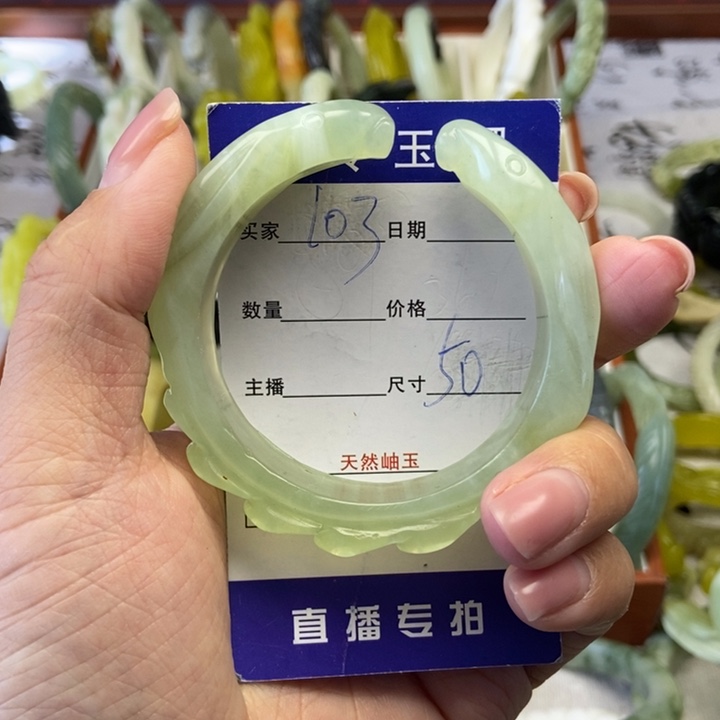 玉
买家 103 日期
数量 价格
主播 尺寸 50
天然岫玉
直播专拍